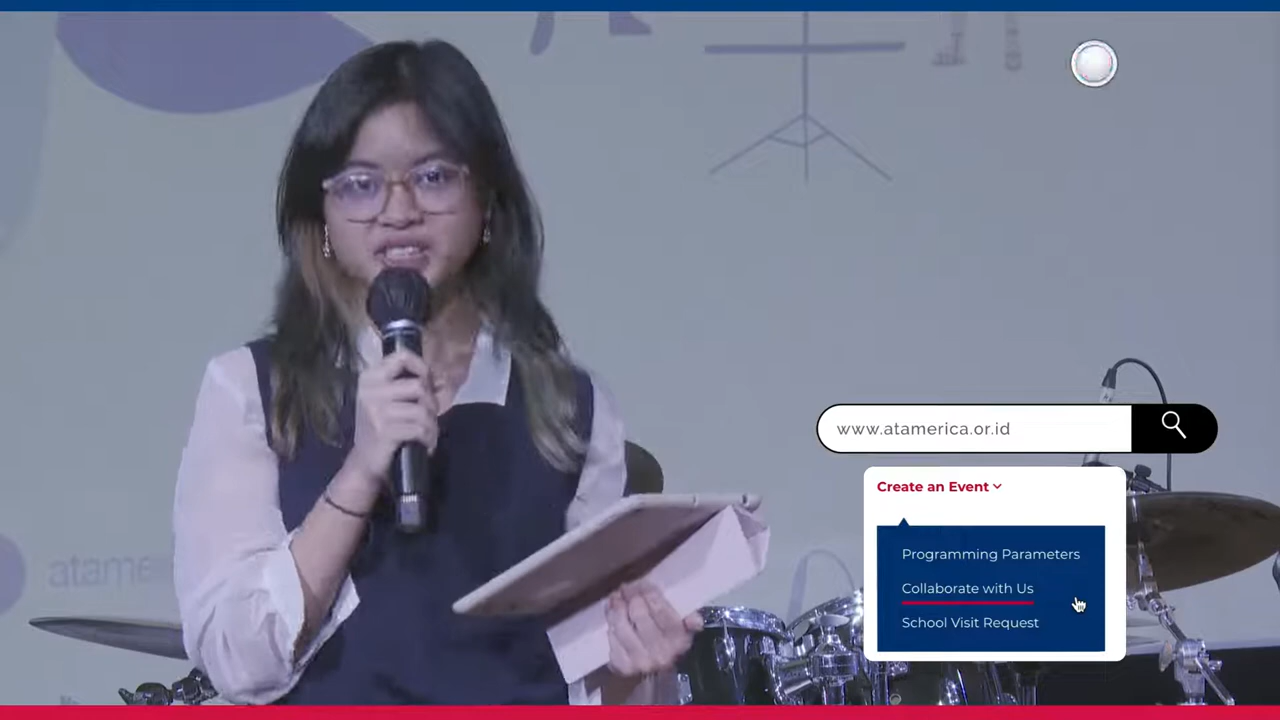 www.atamerica.or.id
Create an Event
Programming Parameters
Collaborate with Us
School Visit Request